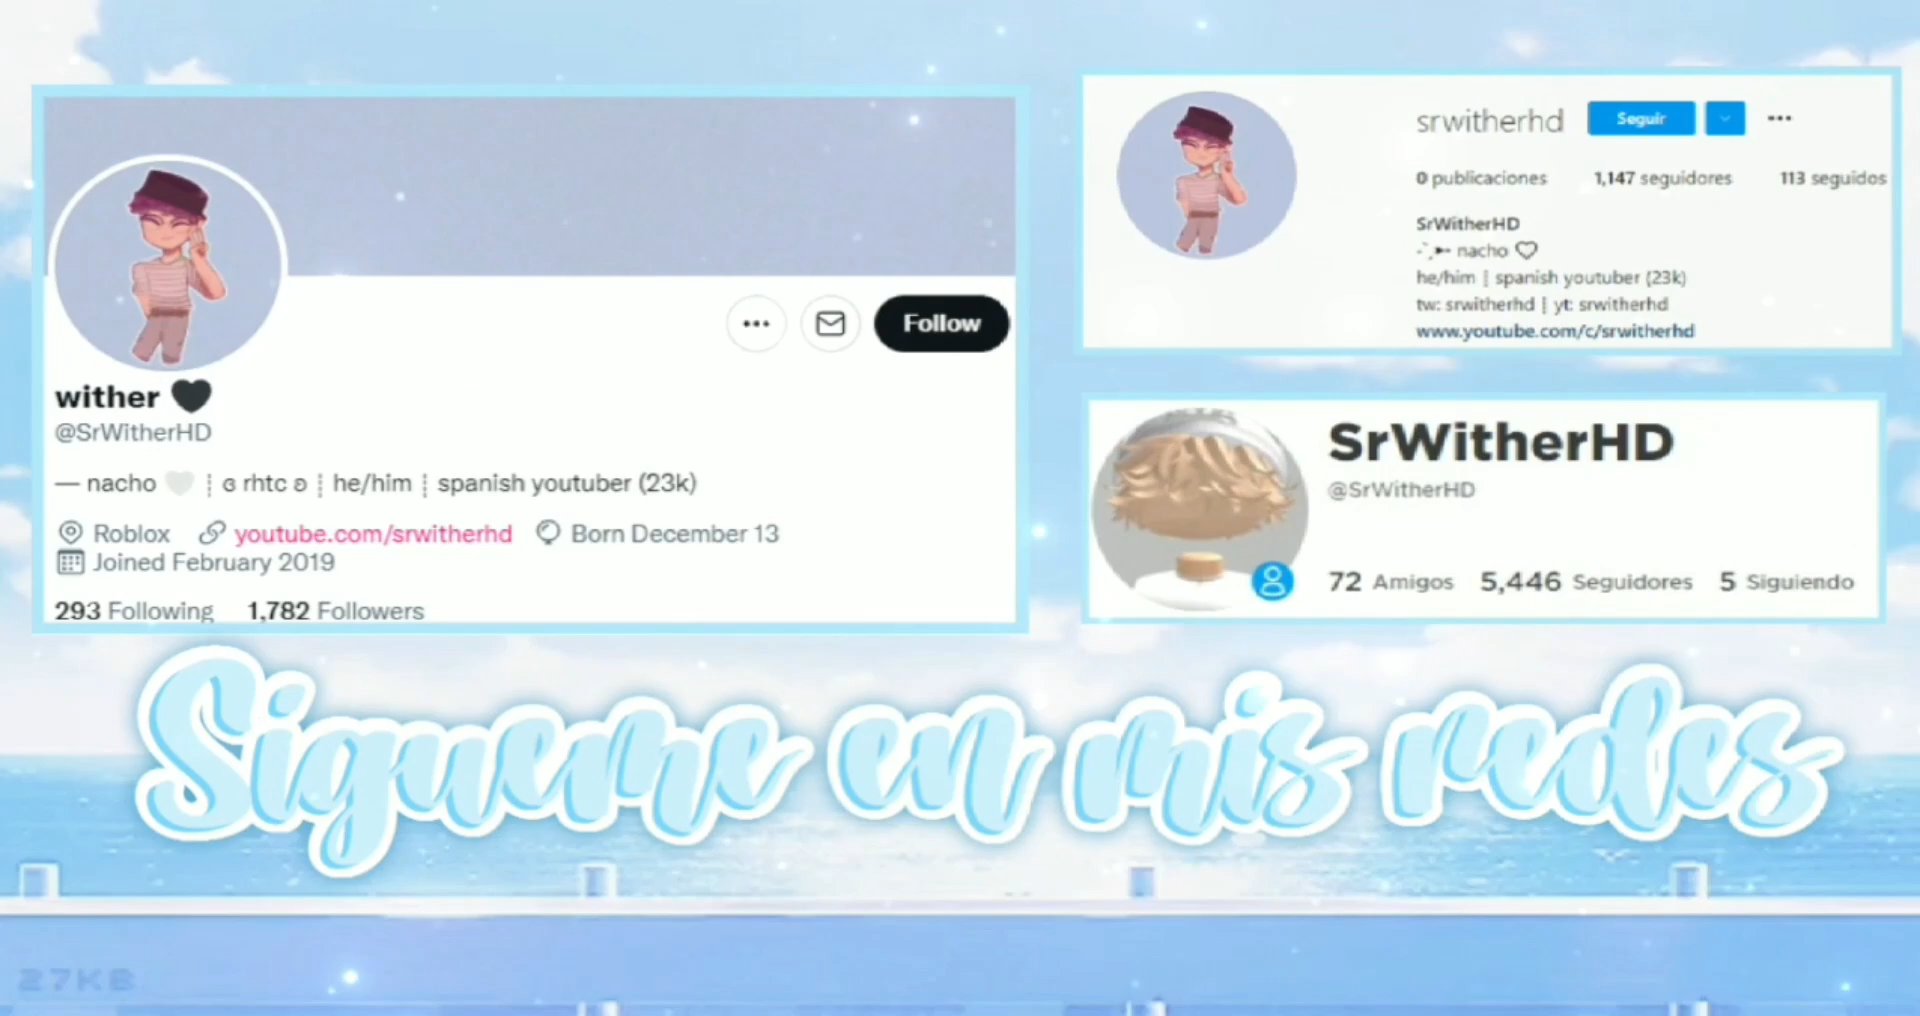 Follow
wither 🖤
@SrWitherHD
— nacho 🤍 ┊ ɞ rhtc ʚ ┊ he/him ┊ spanish youtuber (23k)
Roblox youtube.com/srwitherhd Born December 13
Joined February 2019
293 Following 1,782 Followers
srwitherhd Seguir
0 publicaciones 1,147 seguidores 113 seguidos
SrWitherHD
nacho ♡
he/him | spanish youtuber (23k)
tw: srwitherhd | yt: srwitherhd
www.youtube.com/c/srwitherhd
SrWitherHD
@SrWitherHD
72 Amigos 5,446 Seguidores 5 Siguiendo
Sigueme en mis redes
27KB